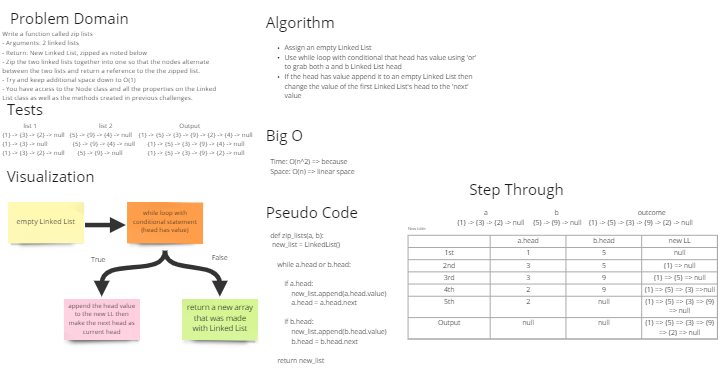 Problem Domain
Write a function called zip lists
- Arguments: 2 linked lists
- Return: New Linked List, zipped as noted below
- Zip the two linked lists together into one so that the nodes alternate
between the two lists and return a reference to the the zipped list.
- Try and keep additional space down to O(1)
- You have access to the Node class and all the properties on the Linked
List class as well as the methods created in previous challenges.
Tests
list 1 list 2 Output
{1} -> {3} -> {2} -> null {5} -> {9} -> {4} -> null {1} -> {5} -> {3} -> {9} -> {2} -> {4} -> null
{1} -> {3} -> null {5} -> {9} -> {4} -> null {1} -> {5} -> {3} -> {9} -> {4} -> null
{1} -> {3} -> {2} -> null {5} -> {9} -> null {1} -> {5} -> {3} -> {9} -> {2} -> null
Visualization
empty Linked List
while loop with
conditional statement
(head has value)
True
False
append the head value
to the new LL then
make the next head as
current head
return a new array
that was made
with Linked List
Algorithm
• Assign an empty Linked List
• Use while loop with conditional that head has value using 'or'
to grab both a and b Linked List head
• If the head has value append it to an empty Linked List then
change the value of the first Linked List's head to the 'next'
value
Big O
Time: O(n^2) => because
Space: O(n) => linear space
Pseudo Code
def zip_lists(a, b):
new_list = LinkedList()
while a.head or b.head:
if a.head:
new_list.append(a.head.value)
a.head = a.head.next
if b.head:
new_list.append(b.head.value)
b.head = b.head.next
return new_list
Step Through
a b outcome
{1} -> {3} -> {2} -> null {5} -> {9} -> null {1} -> {5} -> {3} -> {9} -> {2} -> null
New table
a.head b.head new LL
1st 1 5 null
2nd 3 5 {1} => null
3rd 3 9 {1} => {5} => null
4th 2 9 {1} => {5} => {3} =>null
5th 2 null {1} => {5} => {3} => {9}
=> null
Output null null {1} => {5} => {3} => {9}
=> {2} => null